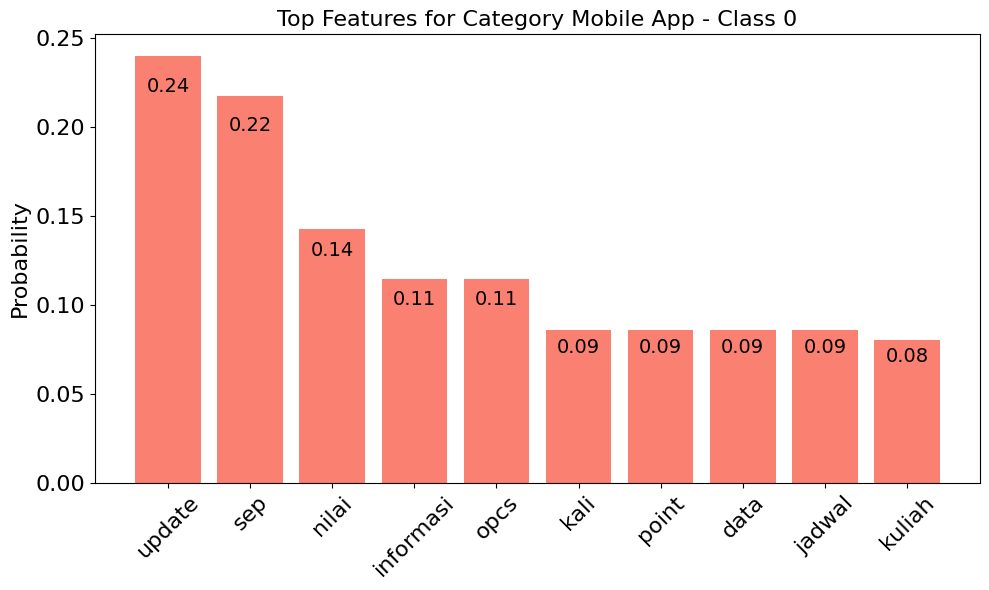 Top Features for Category Mobile App - Class 0
Probability
0.25
0.20
0.15
0.10
0.05
0.00
0.24
0.22
0.14
0.11
0.11
0.09
0.09
0.09
0.09
0.08
update
sep
nilai
informasi
opcs
kali
point
data
jadwal
kuliah